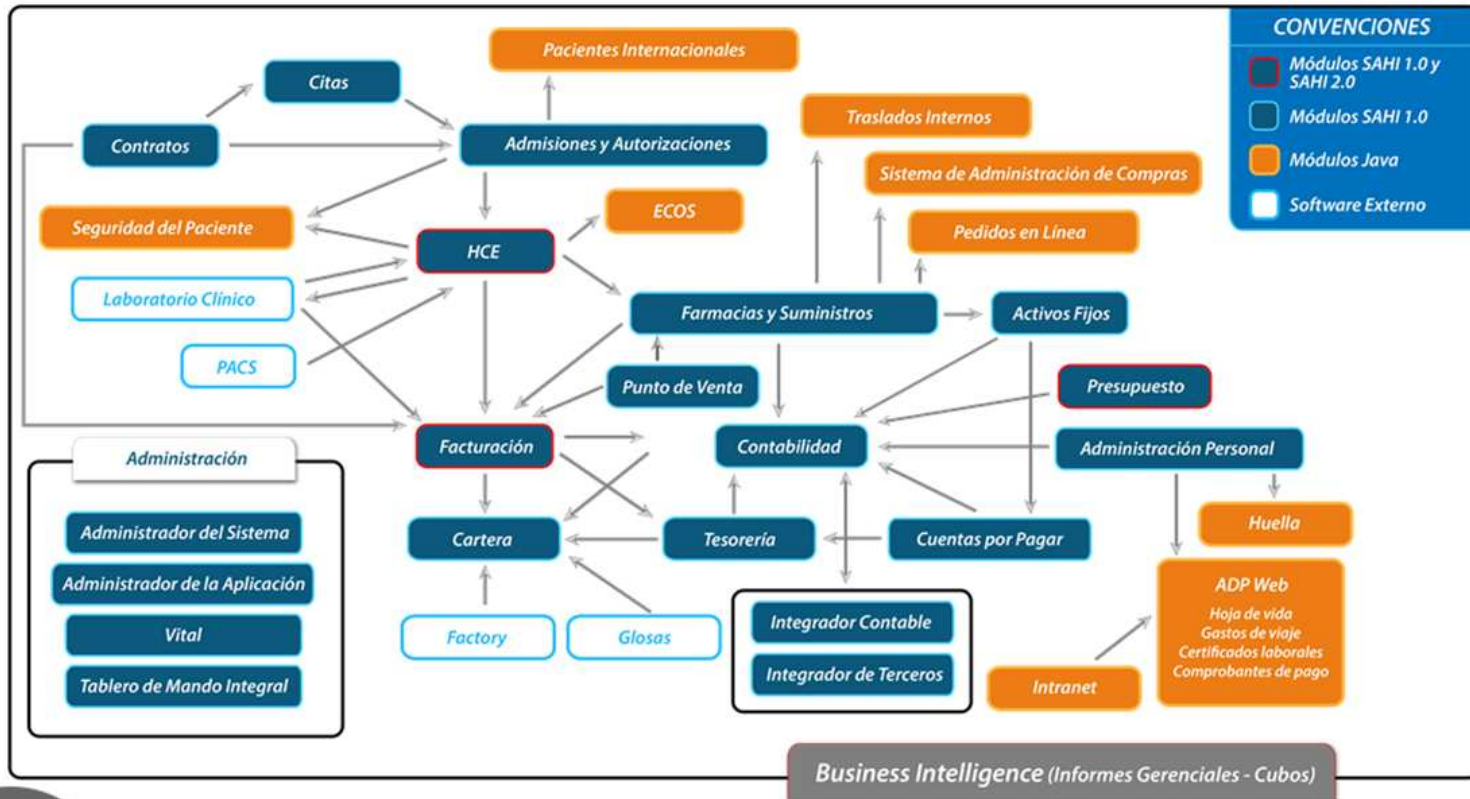 CONVENCIONES
Módulos SAHI 1.0 y
SAHI 2.0
Módulos SAHI 1.0
Módulos Java
Software Externo
Pacientes Internacionales
Citas
Traslados Internos
Contratos
Admisiones y Autorizaciones
Sistema de Administración de Compras
Seguridad del Paciente
ECOS
Pedidos en Línea
HCE
Laboratorio Clínico
Farmacias y Suministros
Activos Fijos
PACS
Punto de Venta
Presupuesto
Facturación
Contabilidad
Administración Personal
Administración
Administrador del Sistema
Administrador de la Aplicación
Vital
Tablero de Mando Integral
Cartera
Tesorería
Cuentas por Pagar
Huella
Factory
Glosas
Integrador Contable
Integrador de Terceros
ADP Web
Hoja de vida
Gastos de viaje
Certificados laborales
Comprobantes de pago
Intranet
Business Intelligence (Informes Gerenciales - Cubos)